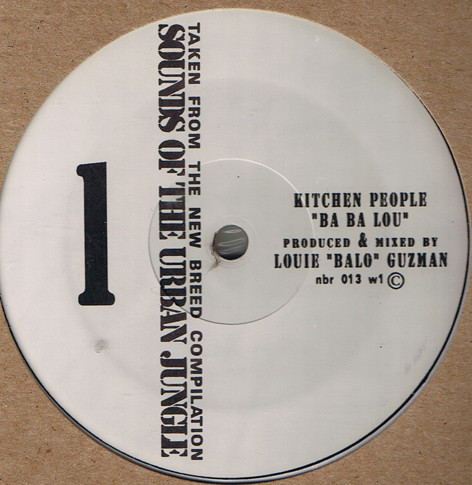 1
TAKEN FROM THE NEW BREED COMPILATION
SOUNDS OF THE URBAN JUNGLE
KITCHEN PEOPLE
"BA BA LOU"
PRODUCED & MIXED BY
LOUIE "BALO" GUZMAN
nbr 013 w1 ©